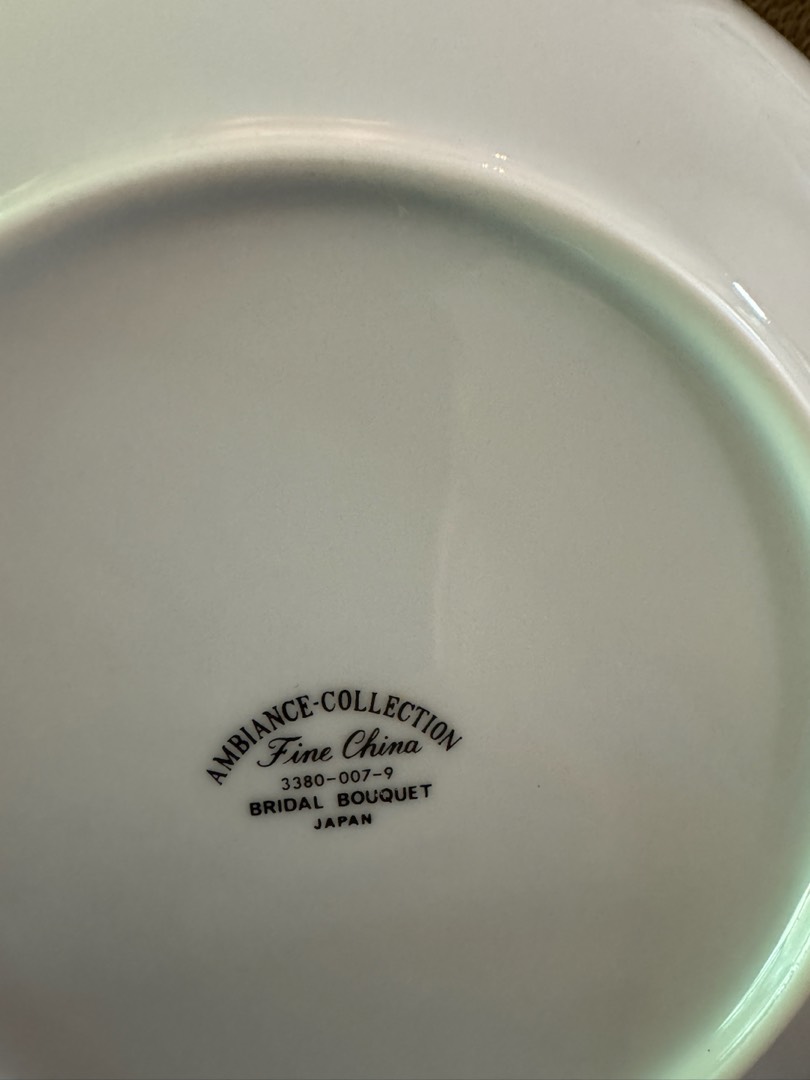 AMBIANCE-COLLECTION
Fine China
3380-007-9
BRIDAL BOUQUET
JAPAN